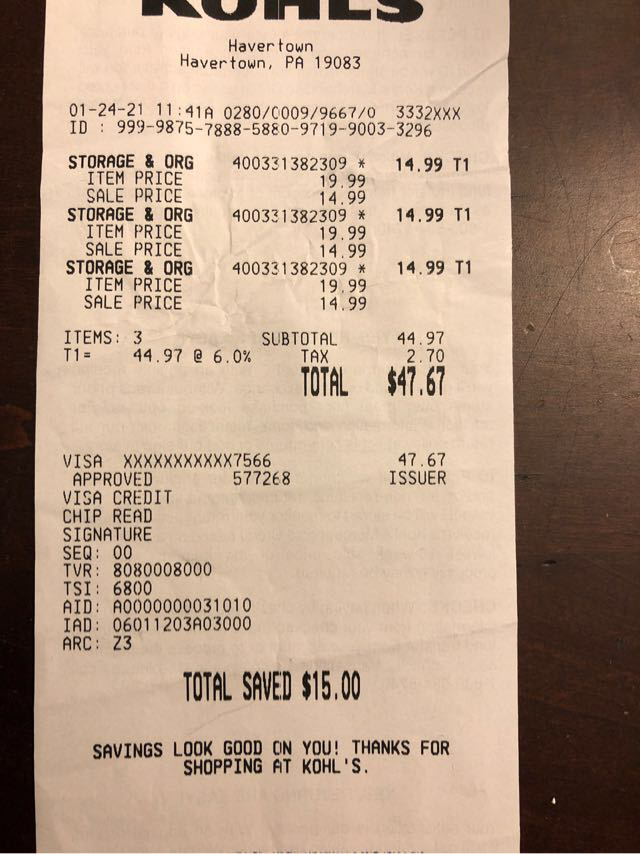 KOHL'S
Havertown
Havertown, PA 19083
01-24-21 11:41A 0280/0009/9667/0 3332XXX
ID : 999-9875-7888-5880-9719-9003-3296
STORAGE & ORG 400331382309 * 14.99 T1
ITEM PRICE 19.99
SALE PRICE 14.99
STORAGE & ORG 400331382309 * 14.99 T1
ITEM PRICE 19.99
SALE PRICE 14.99
STORAGE & ORG 400331382309 * 14.99 T1
ITEM PRICE 19.99
SALE PRICE 14.99
ITEMS: 3 SUBTOTAL 44.97
T1= 44.97 @ 6.0% TAX 2.70
TOTAL $47.67
VISA XXXXXXXXXXXX7566 47.67
APPROVED 577268 ISSUER
VISA CREDIT
CHIP READ
SIGNATURE
SEQ: 00
TVR: 8080008000
TSI: 6800
AID: A0000000031010
IAD: 06011203A03000
ARC: Z3
TOTAL SAVED $15.00
SAVINGS LOOK GOOD ON YOU! THANKS FOR
SHOPPING AT KOHL'S.